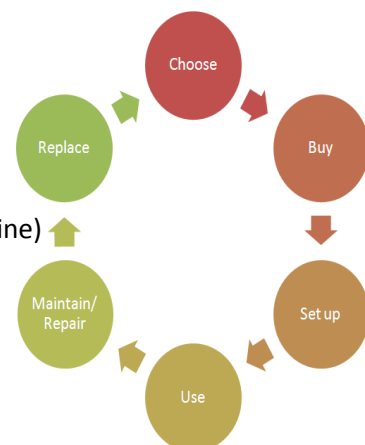 Choose
Buy
Set up
Use
Maintain/
Repair
Replace
ine)